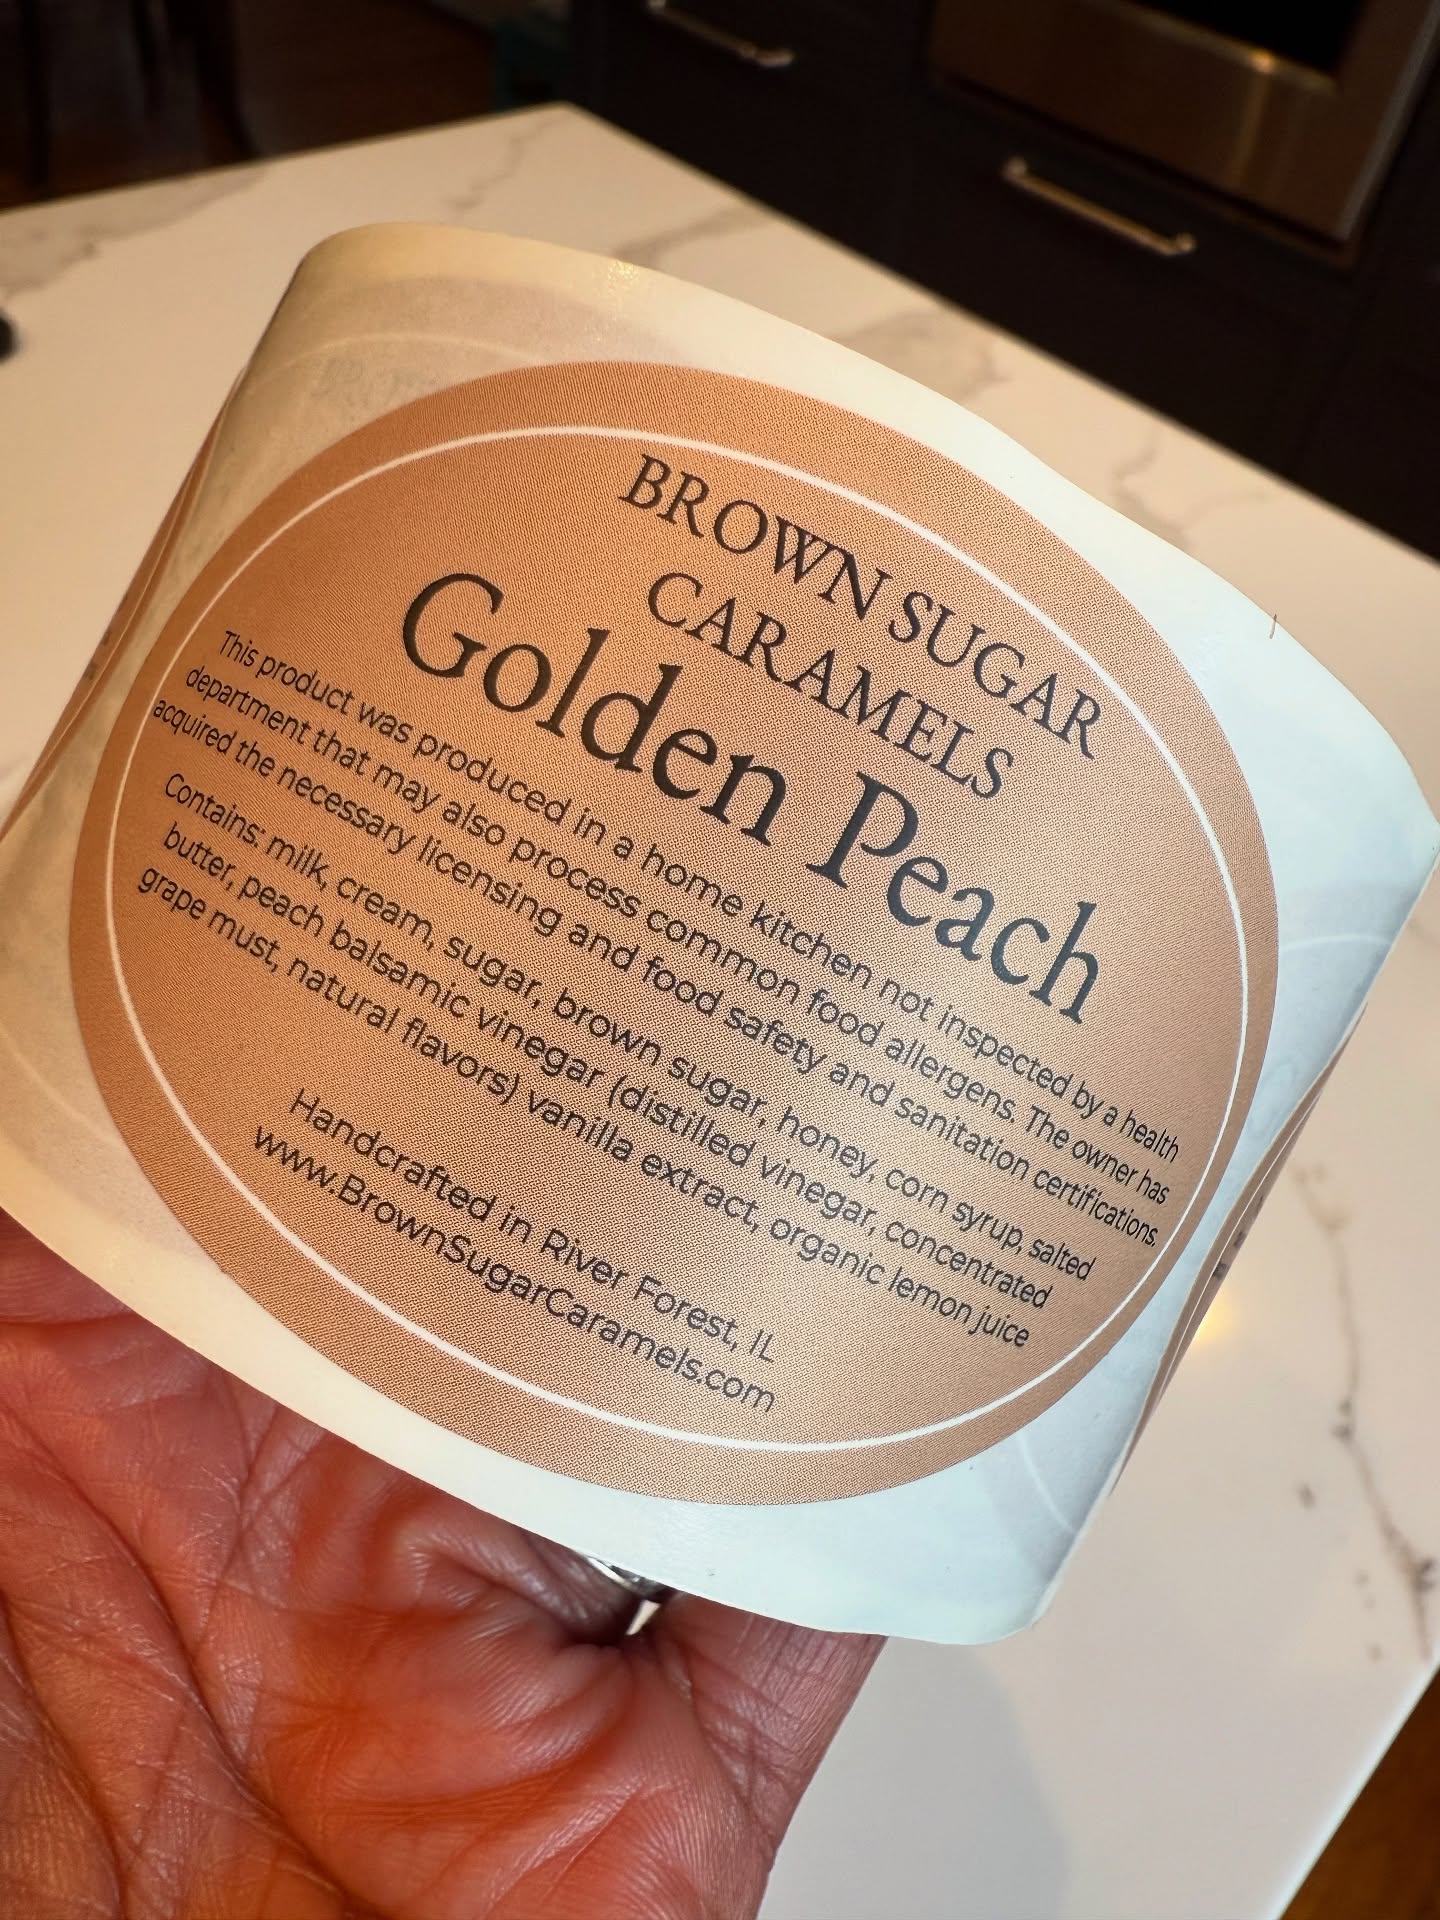 BROWN SUGAR
CARAMELS
Golden Peach
This product was produced in a home kitchen not inspected by a health
department that may also process common food allergens. The owner has
acquired the necessary licensing and food safety and sanitation certifications.
Contains: milk, cream, sugar, brown sugar, honey, corn syrup, salted
butter, peach balsamic vinegar (distilled vinegar, concentrated
grape must, natural flavors) vanilla extract, organic lemon juice
Handcrafted in River Forest, IL
www.BrownSugarCaramels.com